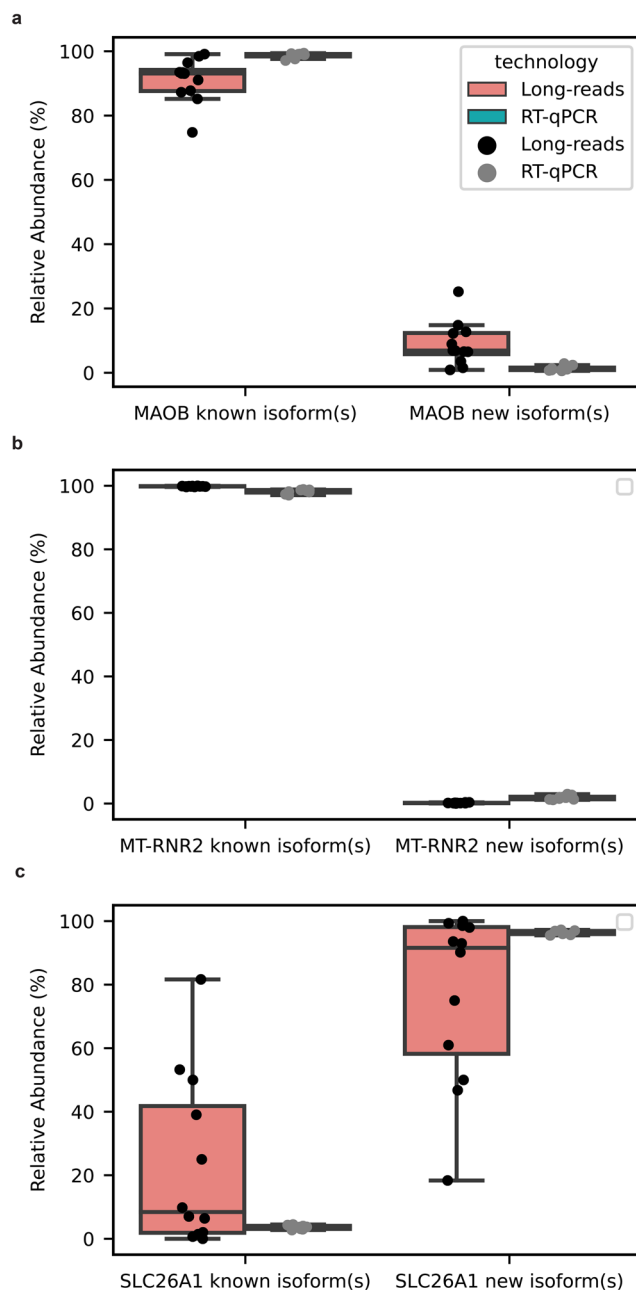 a
Relative Abundance (%)
100
80
60
40
20
0
technology
Long-reads
RT-qPCR
Long-reads
RT-qPCR
MAOB known isoform(s)
MAOB new isoform(s)
b
Relative Abundance (%)
100
80
60
40
20
0
MT-RNR2 known isoform(s)
MT-RNR2 new isoform(s)
c
Relative Abundance (%)
100
80
60
40
20
0
SLC26A1 known isoform(s)
SLC26A1 new isoform(s)